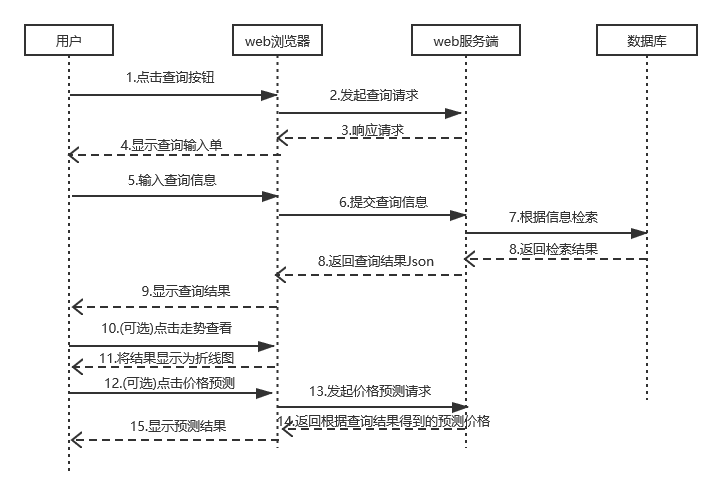 用户
web浏览器
web服务端
数据库
1.点击查询按钮
2.发起查询请求
3.响应请求
4.显示查询输入单
5.输入查询信息
6.提交查询信息
7.根据信息检索
8.返回检索结果
8.返回查询结果Json
9.显示查询结果
10.(可选)点击走势查看
11.将结果显示为折线图
12.(可选)点击价格预测
13.发起价格预测请求
14.返回根据查询结果得到的预测价格
15.显示预测结果